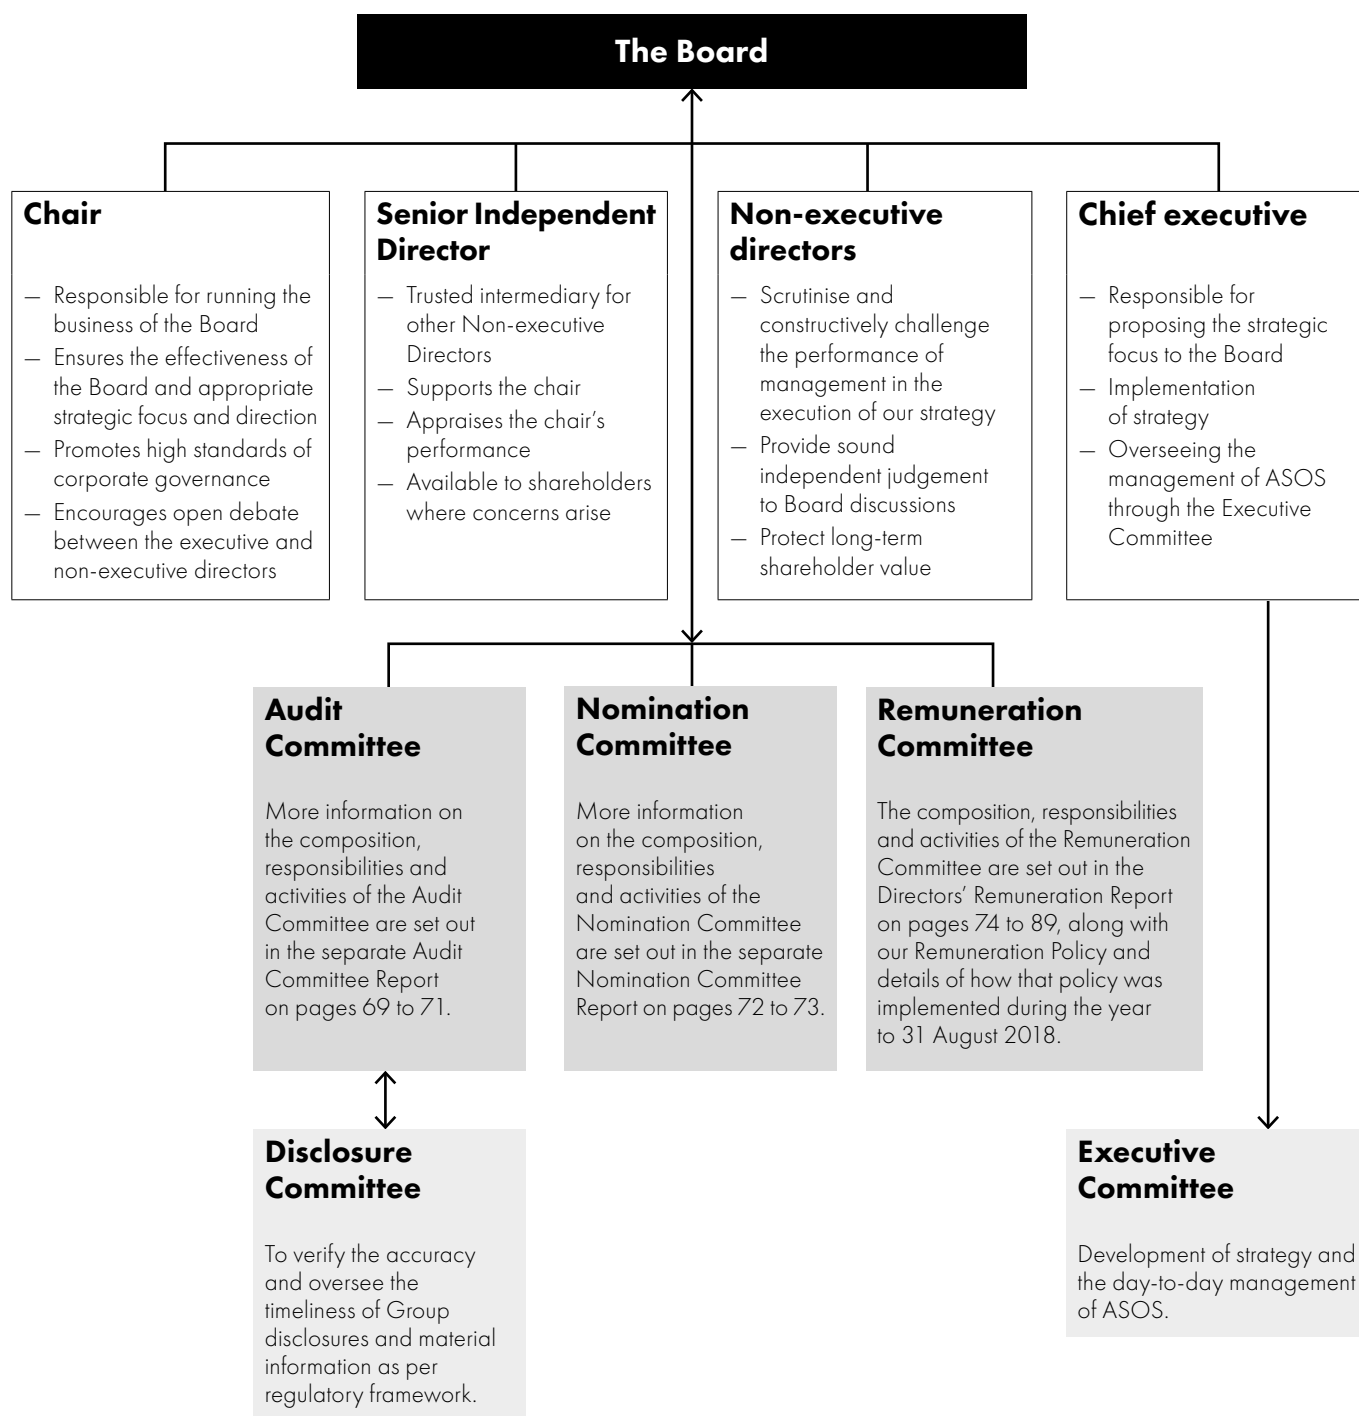 The Board
Chair
— Responsible for running the
business of the Board
— Ensures the effectiveness of
the Board and appropriate
strategic focus and direction
— Promotes high standards of
corporate governance
— Encourages open debate
between the executive and
non-executive directors
Senior Independent
Director
— Trusted intermediary for
other Non-executive
Directors
— Supports the chair
— Appraises the chair’s
performance
— Available to shareholders
where concerns arise
Non-executive
directors
— Scrutinise and
constructively challenge
the performance of
management in the
execution of our strategy
— Provide sound
independent judgement
to Board discussions
— Protect long-term
shareholder value
Chief executive
— Responsible for
proposing the strategic
focus to the Board
— Implementation
of strategy
— Overseeing the
management of ASOS
through the Executive
Committee
Audit
Committee
More information on
the composition,
responsibilities and
activities of the Audit
Committee are set out
in the separate Audit
Committee Report
on pages 69 to 71.
Nomination
Committee
More information
on the composition,
responsibilities
and activities of the
Nomination Committee
are set out in the separate
Nomination Committee
Report on pages 72 to 73.
Remuneration
Committee
The composition, responsibilities
and activities of the Remuneration
Committee are set out in the
Directors’ Remuneration Report
on pages 74 to 89, along with
our Remuneration Policy and
details of how that policy was
implemented during the year
to 31 August 2018.
Disclosure
Committee
To verify the accuracy
and oversee the
timeliness of Group
disclosures and material
information as per
regulatory framework.
Executive
Committee
Development of strategy and
the day-to-day management
of ASOS.